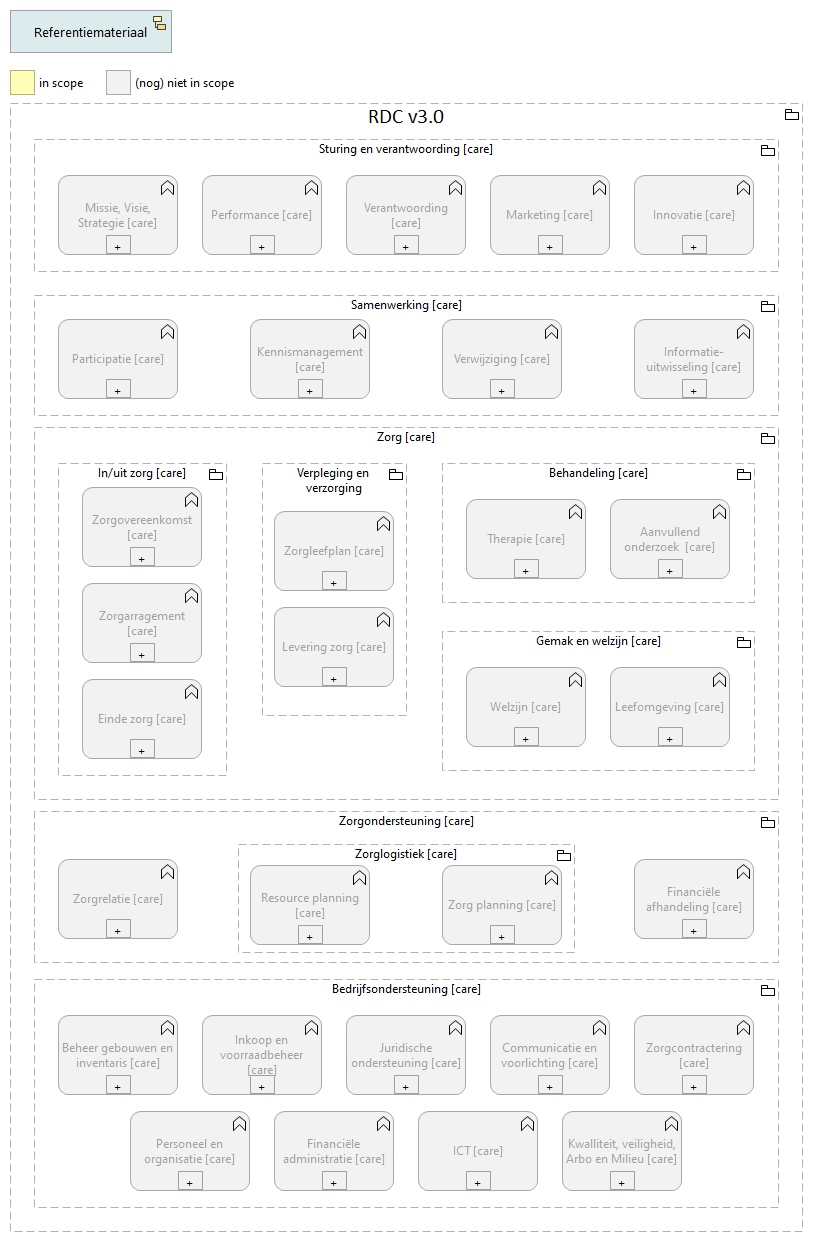 Referentiemateriaal
in scope
(nog) niet in scope
RDC v3.0
Sturing en verantwoording [care]
Missie, Visie,
Strategie [care]
+
Performance [care]
+
Verantwoording
[care]
+
Marketing [care]
+
Innovatie [care]
+
Samenwerking [care]
Participatie [care]
+
Kennismanagement
[care]
+
Verwijziging [care]
+
Informatie-
uitwisseling [care]
+
Zorg [care]
In/uit zorg [care]
Zorgovereenkomst
[care]
+
Zorgarragement
[care]
+
Einde zorg [care]
+
Verpleging en
verzorging
Zorgleefplan [care]
+
Levering zorg [care]
+
Behandeling [care]
Therapie [care]
+
Aanvullend
onderzoek [care]
+
Gemak en welzijn [care]
Welzijn [care]
+
Leefomgeving [care]
+
Zorgondersteuning [care]
Zorgrelatie [care]
+
Zorglogistiek [care]
Resource planning
[care]
+
Zorg planning [care]
+
Financiële
afhandeling [care]
+
Bedrijfsondersteuning [care]
Beheer gebouwen en
inventaris [care]
+
Inkoop en
voorraadbeheer
[care]
+
Juridische
ondersteuning [care]
+
Communicatie en
voorlichting [care]
+
Zorgcontractering
[care]
+
Personeel en
organisatie [care]
+
Financiële
administratie [care]
+
ICT [care]
+
Kwalliteit, veiligheid,
Arbo en Milieu [care]
+